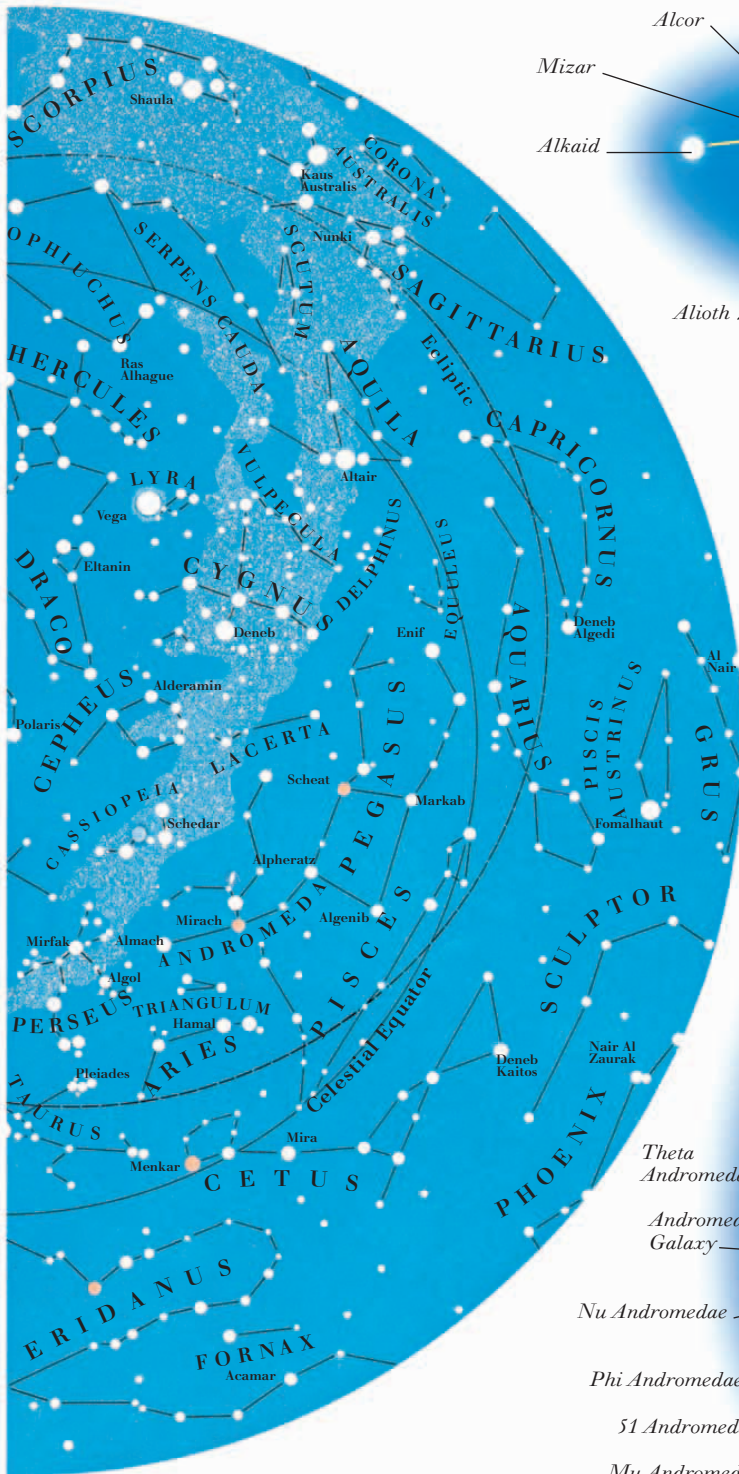 Alcor
Mizar
Alkaid
Alioth
SCORPIUS
Shaula
CORONA
AUSTRALIS
Kaus
Australis
Nunki
SAGITTARIUS
SCUTUM
SERPENS CAUDA
OPHIUCHUS
Ras
Alhague
HERCULES
AQUILA
Ecliptic
CAPRICORNUS
Altair
LYRA
Vega
VULPECULA
DELPHINUS
EQUULEUS
Eltanin
DRACO
CYGNUS
Deneb
Enif
AQUARIUS
Deneb
Algedi
Al
Nair
PISCIS
AUSTRINUS
GRUS
Alderamin
CEPHEUS
Polaris
LACERTA
PEGASUS
Scheat
Markab
Fomalhaut
CASSIOPEIA
Schedar
Alpheratz
Algenib
Mirach
ANDROMEDA
Almach
Mirfak
Algol
PERSEUS
TRIANGULUM
Hamal
ARIES
PISCES
SCULPTOR
Celestial Equator
Deneb
Kaitos
Nair Al
Zaurak
Pleiades
TAURUS
Menkar
Mira
CETUS
PHOENIX
ERIDANUS
FORNAX
Acamar
Theta
Andromeda
Andromeda
Galaxy
Nu Andromedae
Phi Andromedae
51 Andromed
Mu Andromed